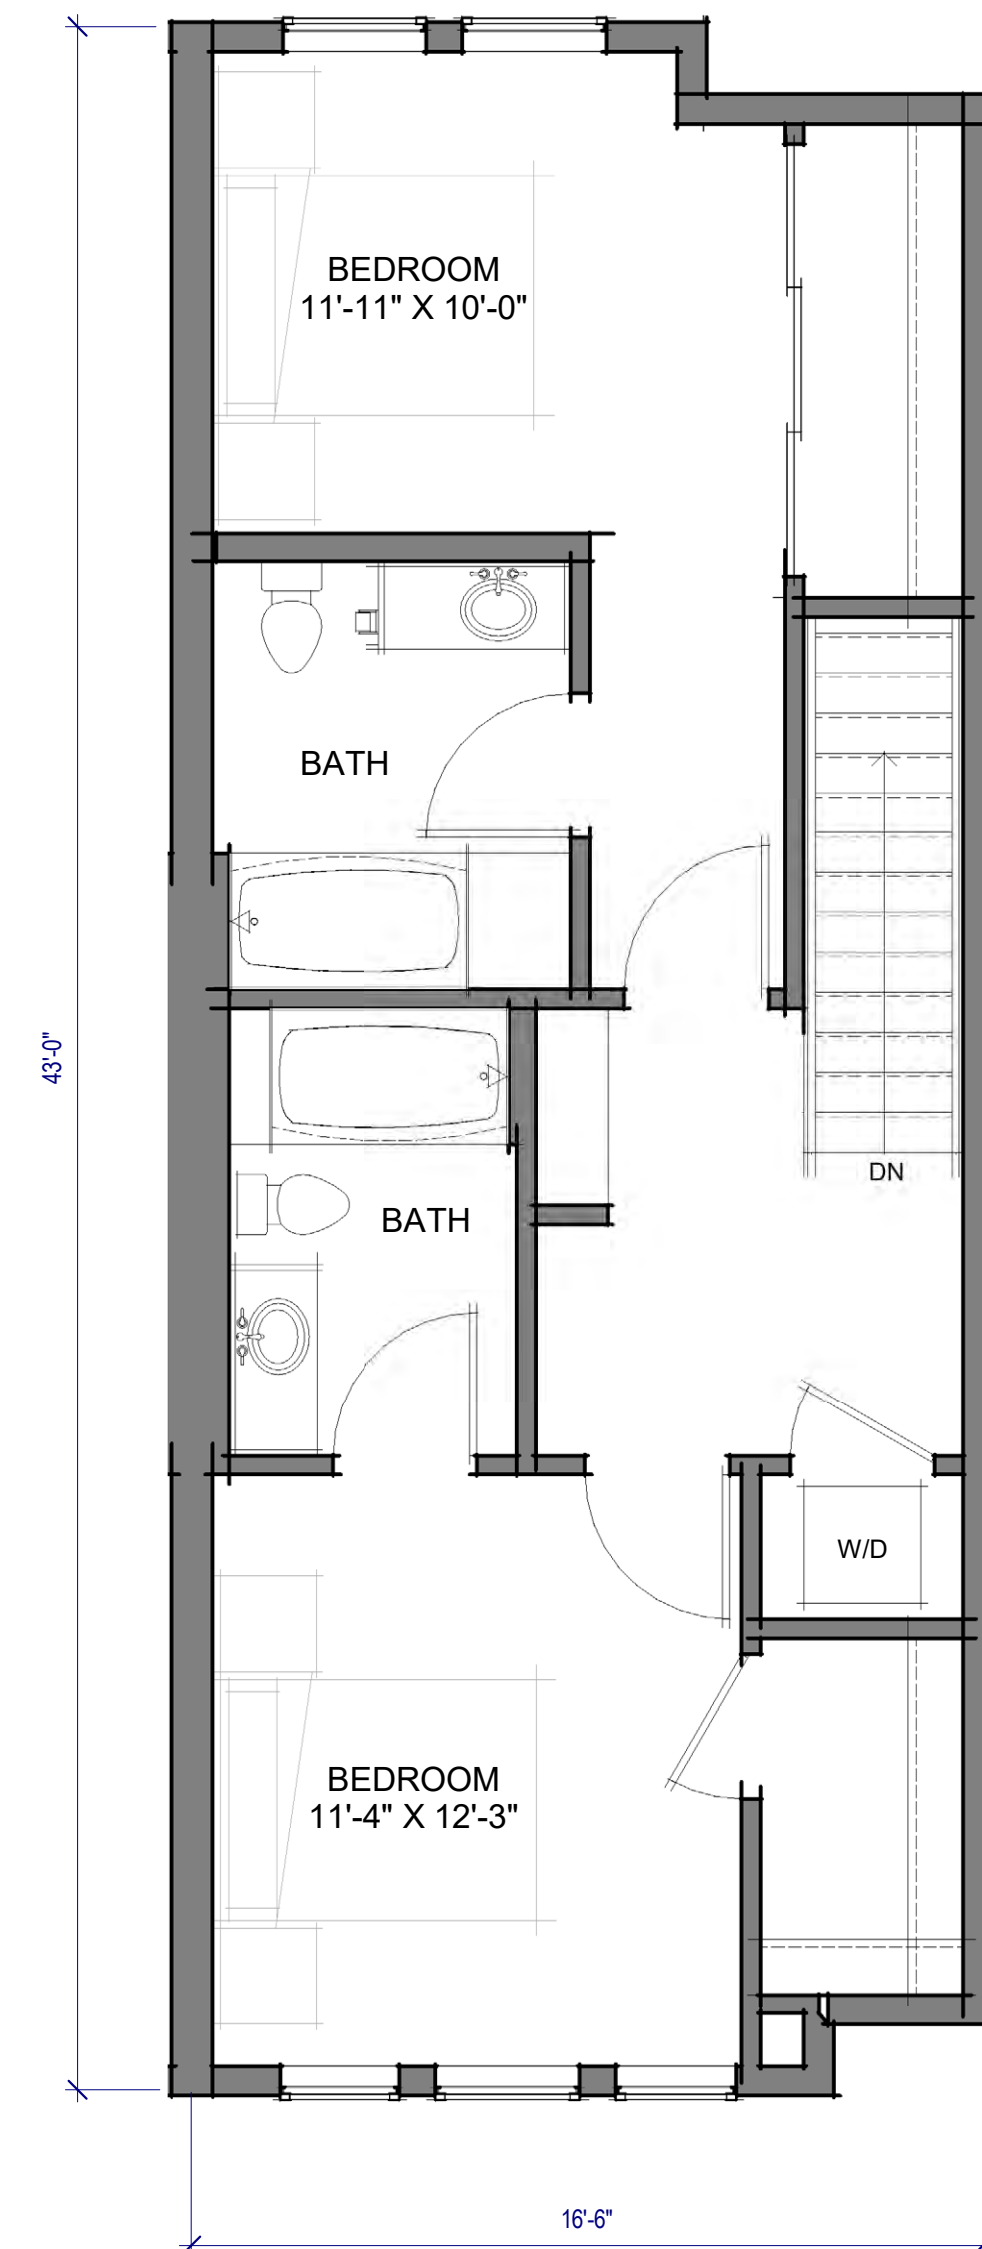 BEDROOM
11'-11" X 10'-0"
BATH
43'-0"
DN
BATH
W/D
BEDROOM
11'-4" X 12'-3"
16'-6"